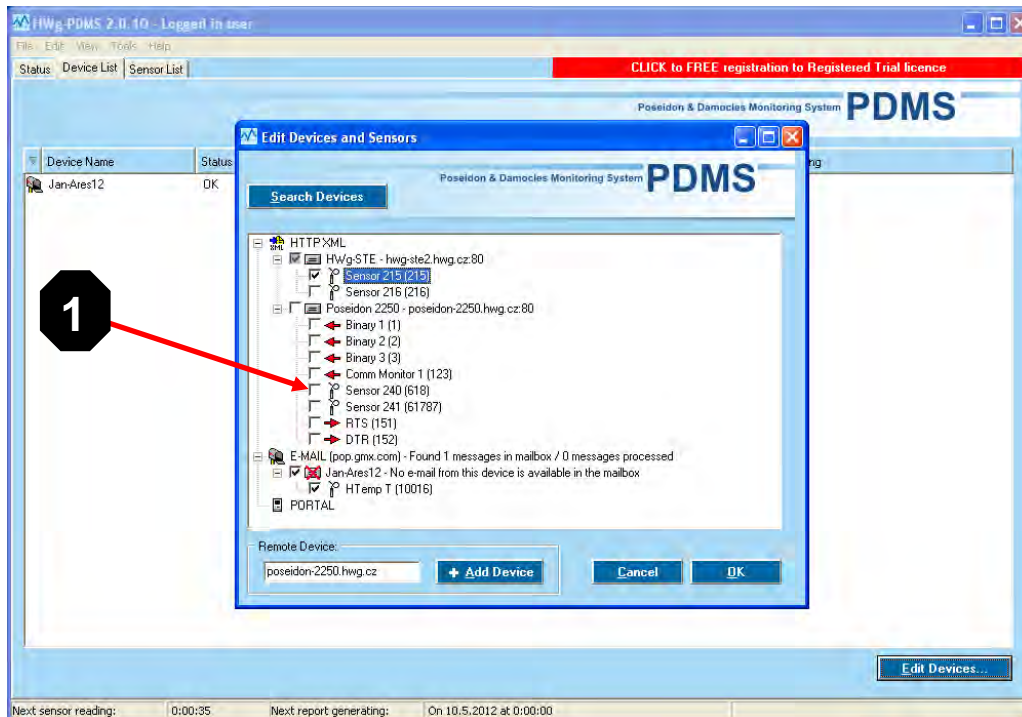 HWg-PDMS 2.0.10 - Logged in user
File Edit View Tools Help
Status Device List Sensor List
CLICK to FREE registration to Registered Trial licence
Poseidon & Damocles Monitoring System PDMS
Device Name Status
Jan-Ares12 OK
Edit Devices and Sensors
Poseidon & Damocles Monitoring System PDMS
Search Devices
HTTP XML
HWg-STE - hwg-ste2.hwg.cz:80
Sensor 215 (215)
Sensor 216 (216)
Poseidon 2250 - poseidon-2250.hwg.cz:80
Binary 1 (1)
Binary 2 (2)
Binary 3 (3)
Comm Monitor 1 (123)
Sensor 240 (618)
Sensor 241 (61787)
RTS (151)
DTR (152)
E-MAIL (pop.gmx.com) - Found 1 messages in mailbox / 0 messages processed
Jan-Ares12 - No e-mail from this device is available in the mailbox
HTemp T (10016)
PORTAL
1
Remote Device:
poseidon-2250.hwg.cz + Add Device Cancel OK
Edit Devices...
Next sensor reading: 0:00:35 Next report generating: On 10.5.2012 at 0:00:00